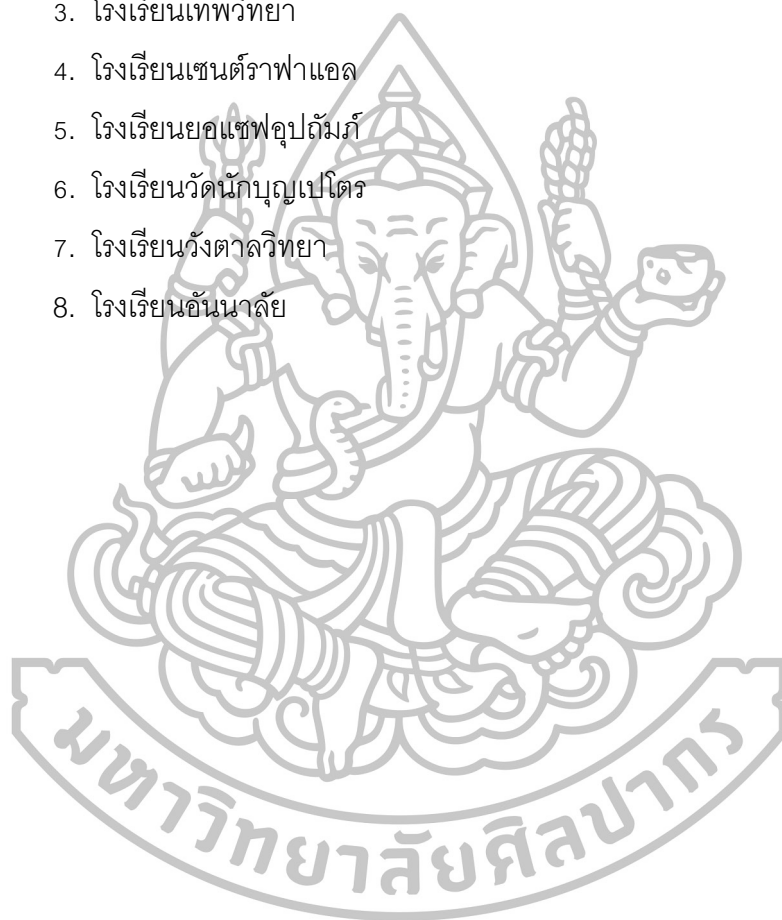 3. โรงเรียนเทพวิทยา
4. โรงเรียนเซนต์ราฟาแอล
5. โรงเรียนยอแซฟอุปถัมภ์
6. โรงเรียนวัดนักบุญเปโตร
7. โรงเรียนวังตาลวิทยา
8. โรงเรียนอันนาลัย
มหาวิทยาลัยศิลปากร